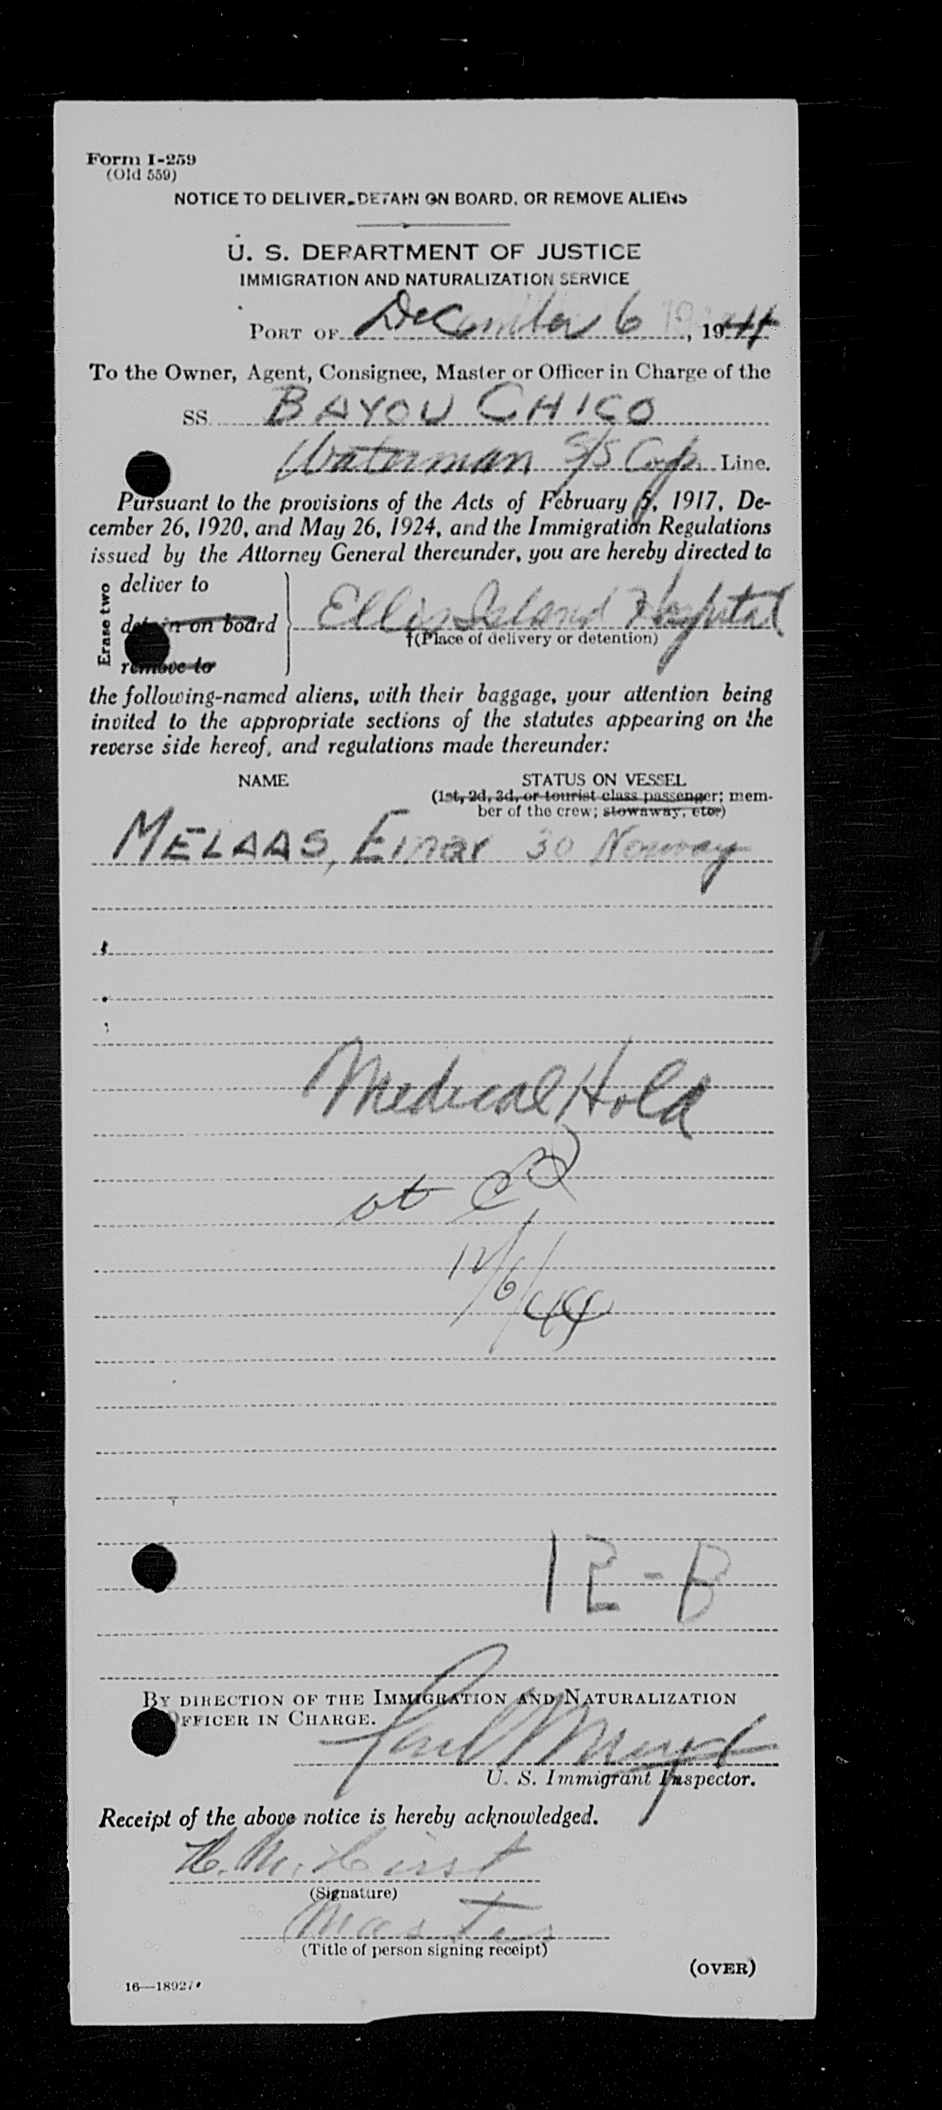 Form I-259
(Old 559)
NOTICE TO DELIVER, DETAIN ON BOARD, OR REMOVE ALIENS
U. S. DEPARTMENT OF JUSTICE
IMMIGRATION AND NATURALIZATION SERVICE
PORT OF December 6, 1944
To the Owner, Agent, Consignee, Master or Officer in Charge of the
SS. BAYOU CHICO
Waterman S/S Corp. Line.
Pursuant to the provisions of the Acts of February 5, 1917, De-
cember 26, 1920, and May 26, 1924, and the Immigration Regulations
issued by the Attorney General thereunder, you are hereby directed to
Erase two
deliver to
detain on board
remove to
Ellis Island Hospital
†(Place of delivery or detention)
the following-named aliens, with their baggage, your attention being
invited to the appropriate sections of the statutes appearing on the
reverse side hereof, and regulations made thereunder:
NAME STATUS ON VESSEL
(1st, 2d, 3d, or tourist class passenger; mem-
ber of the crew; stowaway, etc.)
MELAAS, Einar 30 Norway
Medical Hold
at
12/6/44
12-B
BY DIRECTION OF THE IMMIGRATION AND NATURALIZATION
OFFICER IN CHARGE.
U. S. Immigrant Inspector.
Receipt of the above notice is hereby acknowledged.
H. M. Hirst
(Signature)
Master
(Title of person signing receipt)
(OVER)
16—18927